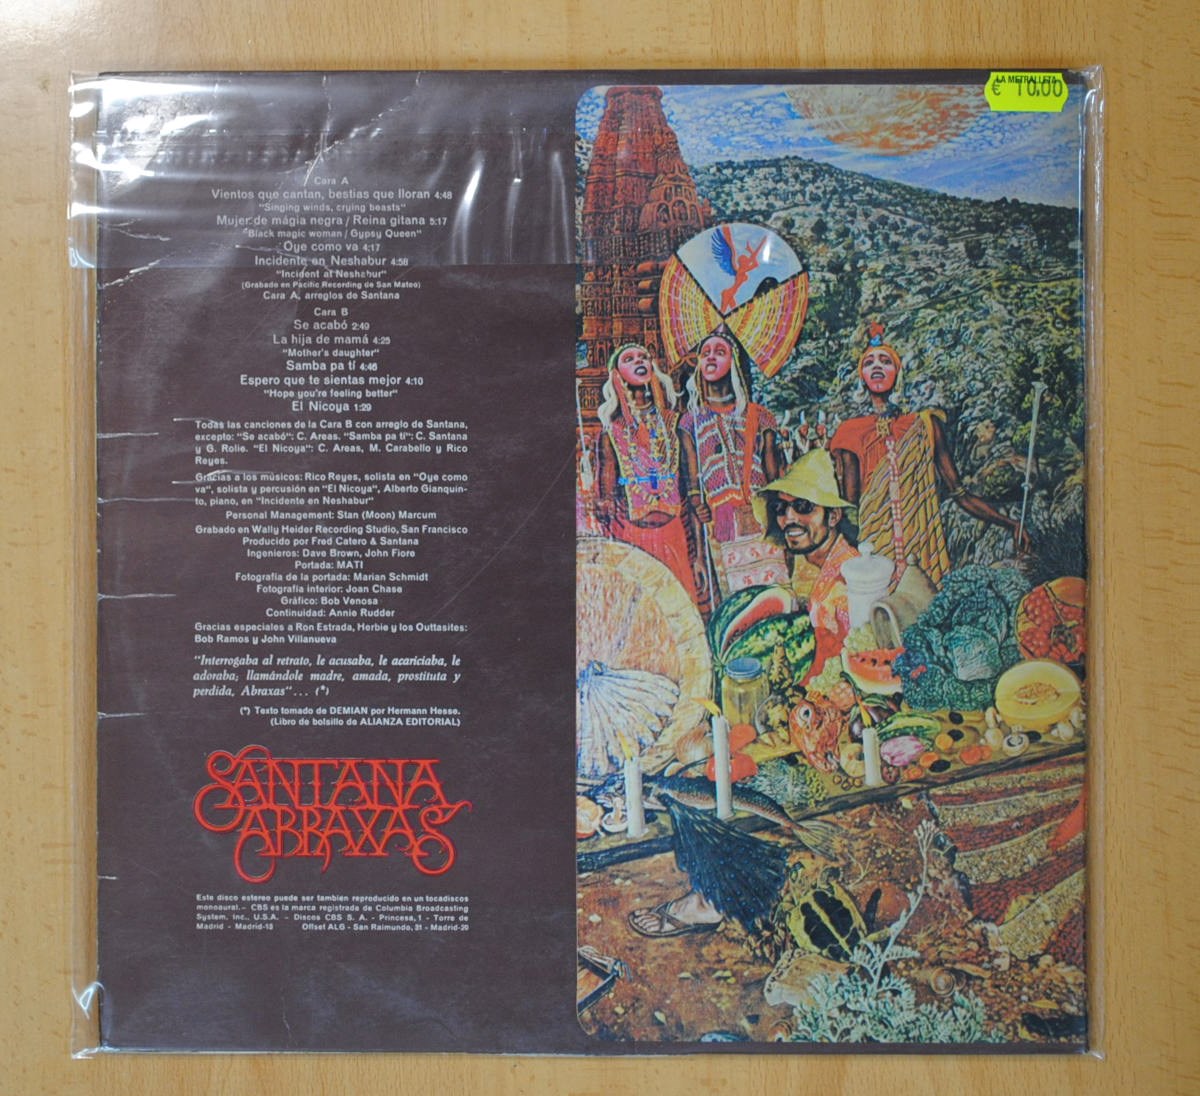 LA METRALLETA
€ 10,00
Cara A
Vientos que cantan, bestias que lloran 4:48
"Singing winds, crying beasts"
Mujer de mágia negra / Reina gitana 5:17
"Black magic woman / Gypsy Queen"
Oye como va 4:17
Incidente en Neshabur 4:58
"Incident at Neshabur"
(Grabado en Pacific Recording de San Mateo)
Cara A, arreglos de Santana
Cara B
Se acabó 2:49
La hija de mamá 4:25
"Mother's daughter"
Samba pa tí 4:46
Espero que te sientas mejor 4:10
"Hope you're feeling better"
El Nicoya 1:29
Todas las canciones de la Cara B con arreglo de Santana,
excepto: "Se acabó": C. Areas. "Samba pa tí": C. Santana
y G. Rolie. "El Nicoya": C. Areas, M. Carabello y Rico
Reyes.
Gracias a los músicos: Rico Reyes, solista en "Oye como
va", solista y percusión en "El Nicoya", Alberto Gianquin-
to, piano, en "Incidente en Neshabur"
Personal Management: Stan (Moon) Marcum
Grabado en Wally Heider Recording Studio, San Francisco
Producido por Fred Catero & Santana
Ingenieros: Dave Brown, John Fiore
Portada: MATI
Fotografía de la portada: Marian Schmidt
Fotografía interior: Joan Chase
Gráfico: Bob Venosa
Continuidad: Annie Rudder
Gracias especiales a Ron Estrada, Herbie y los Outtasites:
Bob Ramos y John Villanueva
"Interrogaba al retrato, le acusaba, le acariciaba, le
adoraba; llamándole madre, amada, prostituta y
perdida, Abraxas"... (*)
(*) Texto tomado de DEMIAN por Hermann Hesse.
(Libro de bolsillo de ALIANZA EDITORIAL)
SANTANA
ABRAXAS
Este disco estereo puede ser tambien reproducido en un tocadiscos
monoaural.- CBS es la marca registrada de Columbia Broadcasting
System, Inc., U.S.A. - Discos CBS S. A. - Princesa, 1 - Torre de
Madrid - Madrid-13 Offset ALG - San Raimundo, 31 - Madrid-20